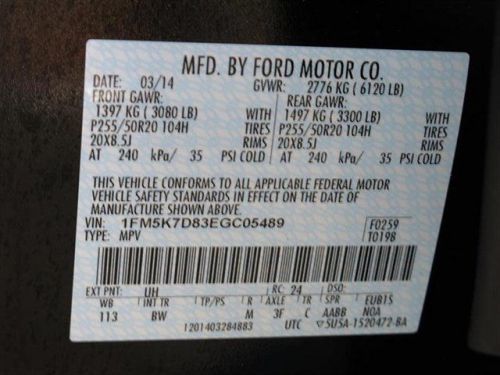 MFD. BY FORD MOTOR CO.
DATE: 03/14 GVWR: 2776 KG ( 6120 LB)
FRONT GAWR: REAR GAWR:
1397 KG ( 3080 LB) WITH 1497 KG ( 3300 LB) WITH
P255/50R20 104H TIRES P255/50R20 104H TIRES
20X8.5J RIMS 20X8.5J RIMS
AT 240 kPa/ 35 PSI COLD AT 240 kPa/ 35 PSI COLD
THIS VEHICLE CONFORMS TO ALL APPLICABLE FEDERAL MOTOR
VEHICLE SAFETY STANDARDS IN EFFECT ON THE DATE OF
MANUFACTURE SHOWN ABOVE.
VIN: 1FM5K7D83EGC05489 F0259
TYPE: MPV T0198
EXT PNT: UH RC: 24 DSO:
WB INT TR TP/PS R AXLE TR SPR EUB1S
113 BW M 3F C AABB NOA
1201403284883 UTC ▽SU5A-1520472-BA